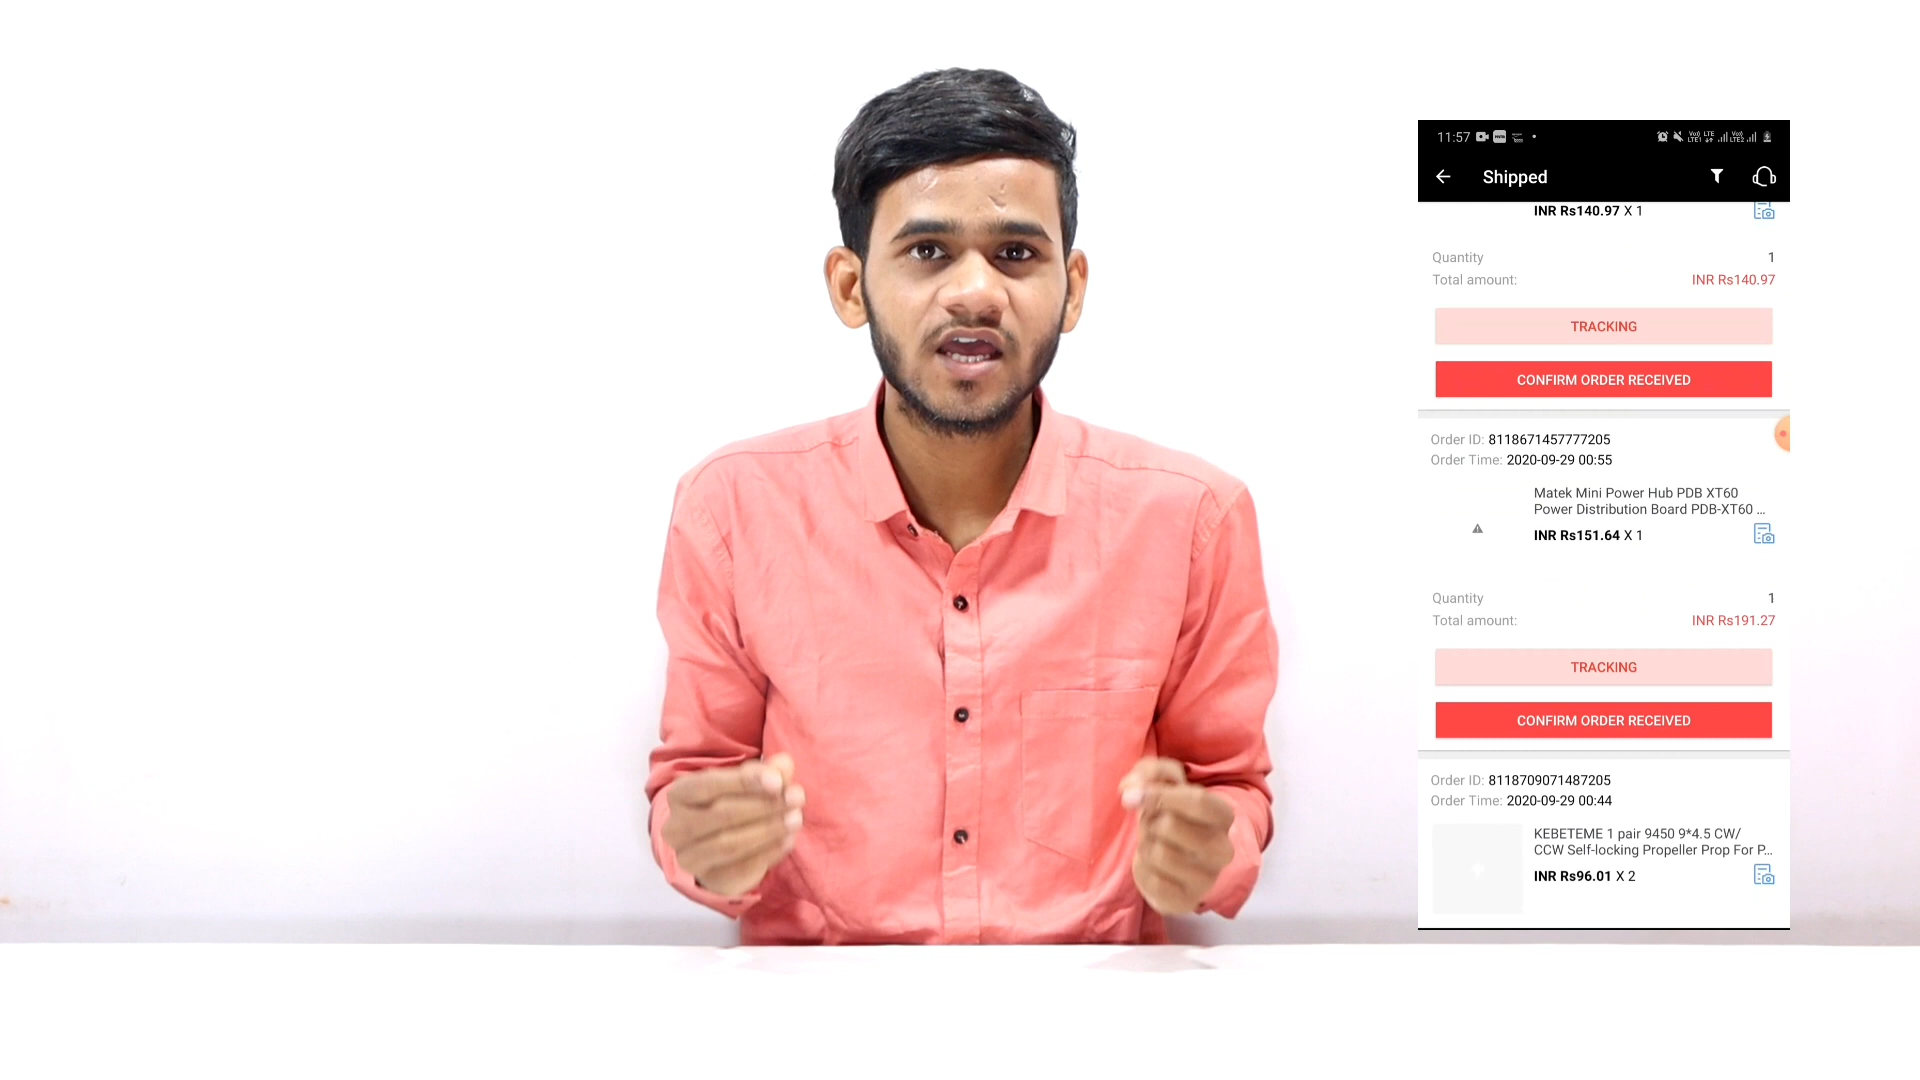 11:57
Shipped
INR Rs140.97 X 1
Quantity 1
Total amount: INR Rs140.97
TRACKING
CONFIRM ORDER RECEIVED
Order ID: 8118671457777205
Order Time: 2020-09-29 00:55
Matek Mini Power Hub PDB XT60
Power Distribution Board PDB-XT60 ...
INR Rs151.64 X 1
Quantity 1
Total amount: INR Rs191.27
TRACKING
CONFIRM ORDER RECEIVED
Order ID: 8118709071487205
Order Time: 2020-09-29 00:44
KEBETEME 1 pair 9450 9*4.5 CW/
CCW Self-locking Propeller Prop For P...
INR Rs96.01 X 2